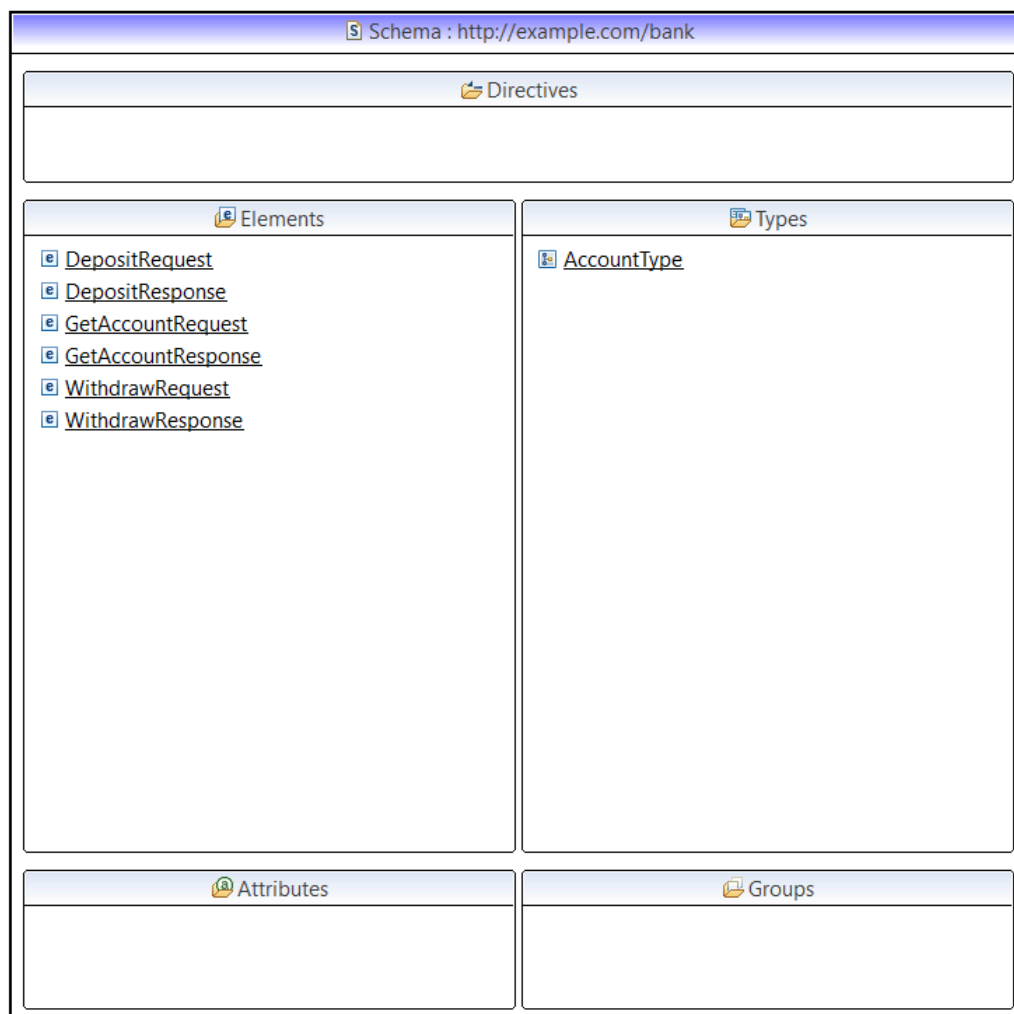 Schema : http://example.com/bank
Directives
Elements
DepositRequest
DepositResponse
GetAccountRequest
GetAccountResponse
WithdrawRequest
WithdrawResponse
Types
AccountType
Attributes
Groups